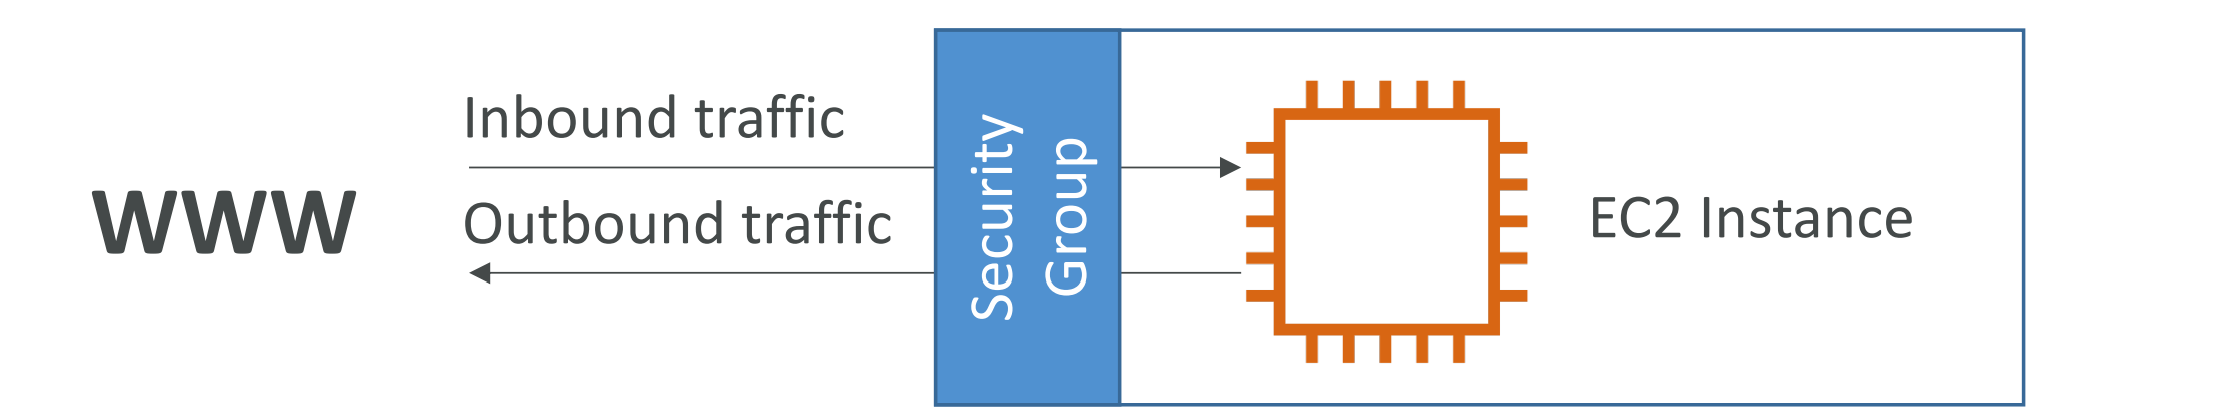 WWW
Inbound traffic
Outbound traffic
Security
Group
EC2 Instance